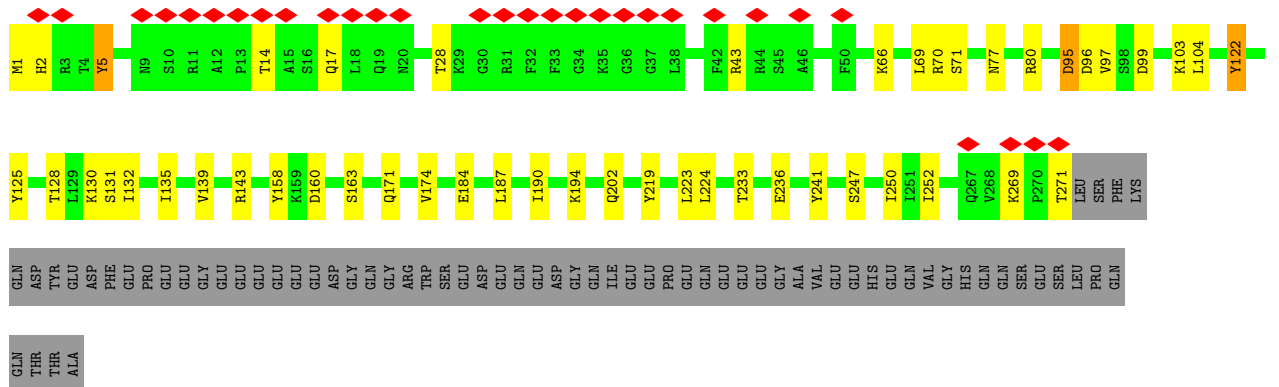 M1 H2 R3 T4 Y5 N9 S10 R11 A12 P13 T14 A15 S16 Q17 L18 Q19 N20 T28 K29 G30 R31 F32 F33 G34 K35 G36 G37 L38 F42 R43 R44 S45 A46 F50 K66 L69 R70 S71 N77 R80 D95 D96 V97 S98 D99 K103 L104 Y122
Y125 T128 L129 K130 S131 I132 I135 V139 R143 Y158 K159 D160 S163 Q171 V174 E184 L187 I190 K194 Q202 Y219 L223 L224 T233 E236 Y241 S247 I250 I251 I252 Q267 V268 K269 P270 T271 LEU SER PHE LYS
GLN ASP TYR GLU ASP PHE GLU PRO GLU GLU GLY GLU GLU GLU GLU GLU GLU ASP GLY GLN GLY ARG TRP SER GLU ASP GLU GLN GLU ASP GLY GLN ILE GLU GLU PRO GLU GLN GLU GLU GLU GLY ALA VAL GLU GLU HIS GLU GLN VAL GLY HIS GLN GLN SER GLU SER LEU PRO GLN
GLN THR THR ALA